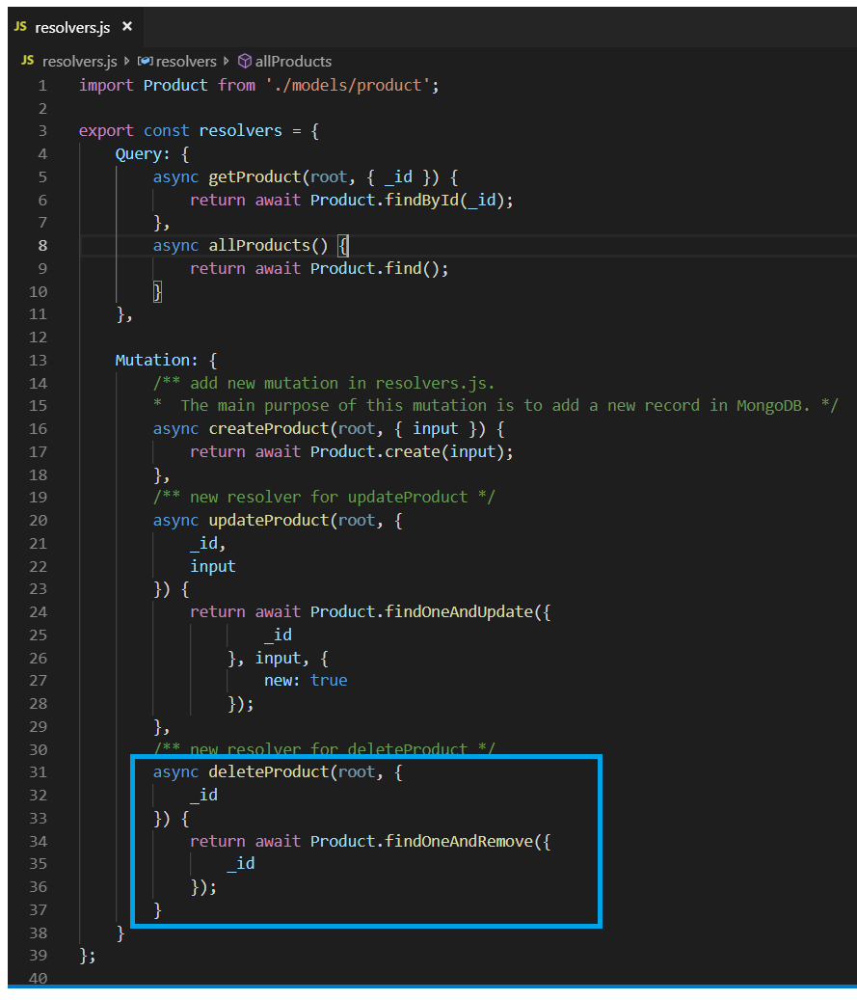 JS resolvers.js ×
JS resolvers.js resolvers allProducts
1 import Product from './models/product';
2
3 export const resolvers = {
4 Query: {
5 async getProduct(root, { _id }) {
6 return await Product.findById(_id);
7 },
8 async allProducts() {
9 return await Product.find();
10 }
11 },
12
13 Mutation: {
14 /** add new mutation in resolvers.js.
15 * The main purpose of this mutation is to add a new record in MongoDB. */
16 async createProduct(root, { input }) {
17 return await Product.create(input);
18 },
19 /** new resolver for updateProduct */
20 async updateProduct(root, {
21 _id,
22 input
23 }) {
24 return await Product.findOneAndUpdate({
25 _id
26 }, input, {
27 new: true
28 });
29 },
30 /** new resolver for deleteProduct */
31 async deleteProduct(root, {
32 _id
33 }) {
34 return await Product.findOneAndRemove({
35 _id
36 });
37 }
38 }
39 };
40